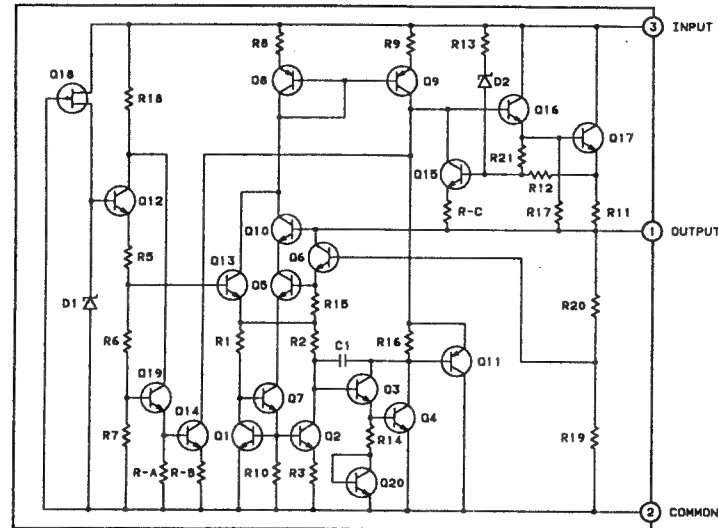 3 INPUT
R8
R9
R13
Q18
Q8
Q9
D2
R18
Q16
Q17
R21
Q15
R12
Q12
R-C
R17
R11
Q10
1 OUTPUT
R5
Q13
Q6
Q5
D1
R15
R20
R6
R1
R2
C1
R16
Q11
Q19
Q3
Q14
Q7
Q4
R7
Q1
Q2
R14
R19
R-A
R-B
R10
R3
Q20
2 COMMON